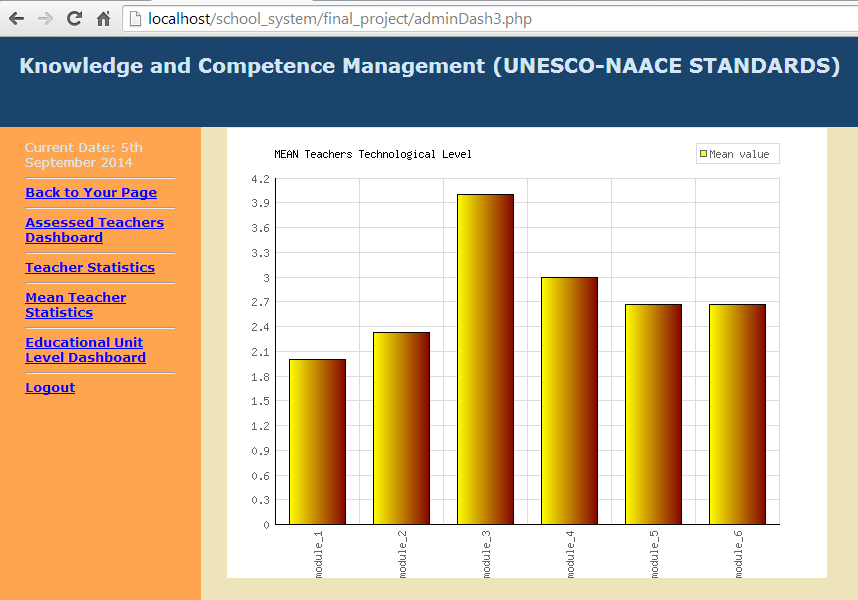 localhost/school_system/final_project/adminDash3.php
Knowledge and Competence Management (UNESCO-NAACE STANDARDS)
Current Date: 5th
September 2014
Back to Your Page
Assessed Teachers
Dashboard
Teacher Statistics
Mean Teacher
Statistics
Educational Unit
Level Dashboard
Logout
MEAN Teachers Technological Level
Mean value
4.2
3.9
3.6
3.3
3
2.7
2.4
2.1
1.8
1.5
1.2
0.9
0.6
0.3
0
module_1
module_2
module_3
module_4
module_5
module_6